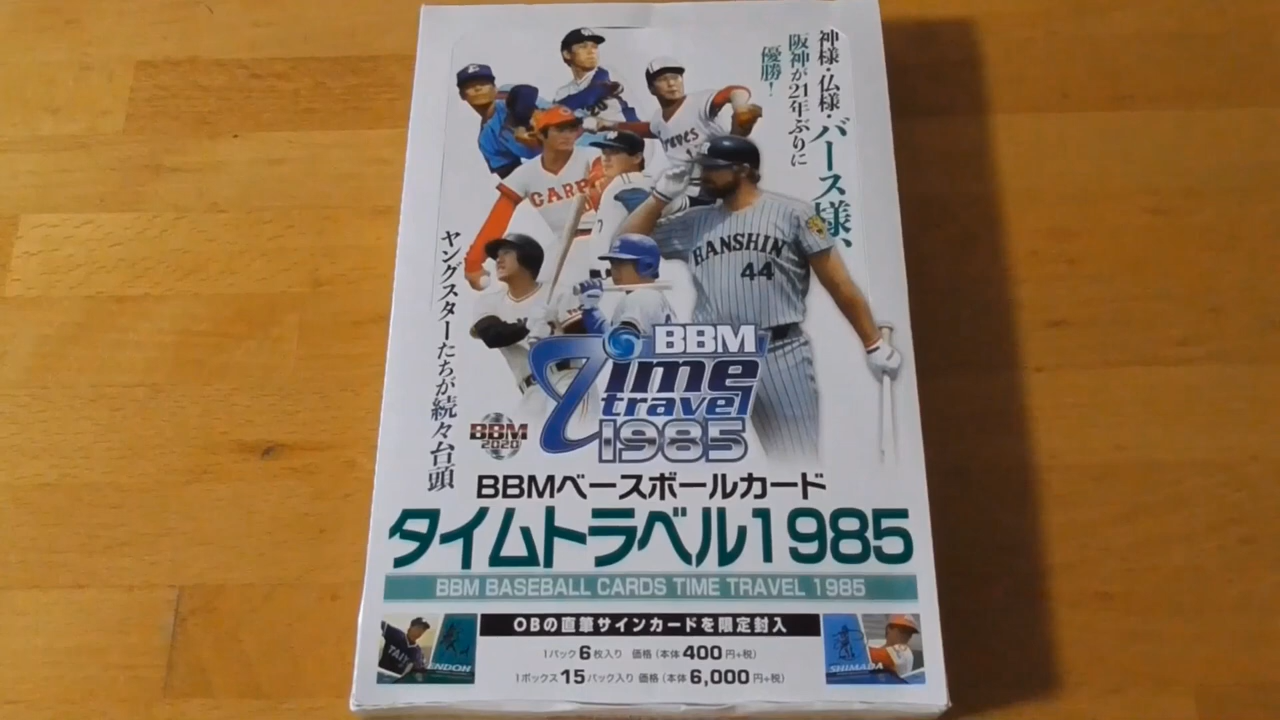 神様・仏様・バース様、
阪神が21年ぶりに
優勝！
ヤングスターたちが続々台頭
CARP
raves
HANSHIN
44
BBM
Time
travel
1985
BBM
2020
BBMベースボールカード
タイムトラベル1985
BBM BASEBALL CARDS TIME TRAVEL 1985
OBの直筆サインカードを限定封入
ENDOH
SHIMADA
1パック6枚入り 価格（本体400円+税）
1ボックス15パック入り 価格（本体6,000円+税）